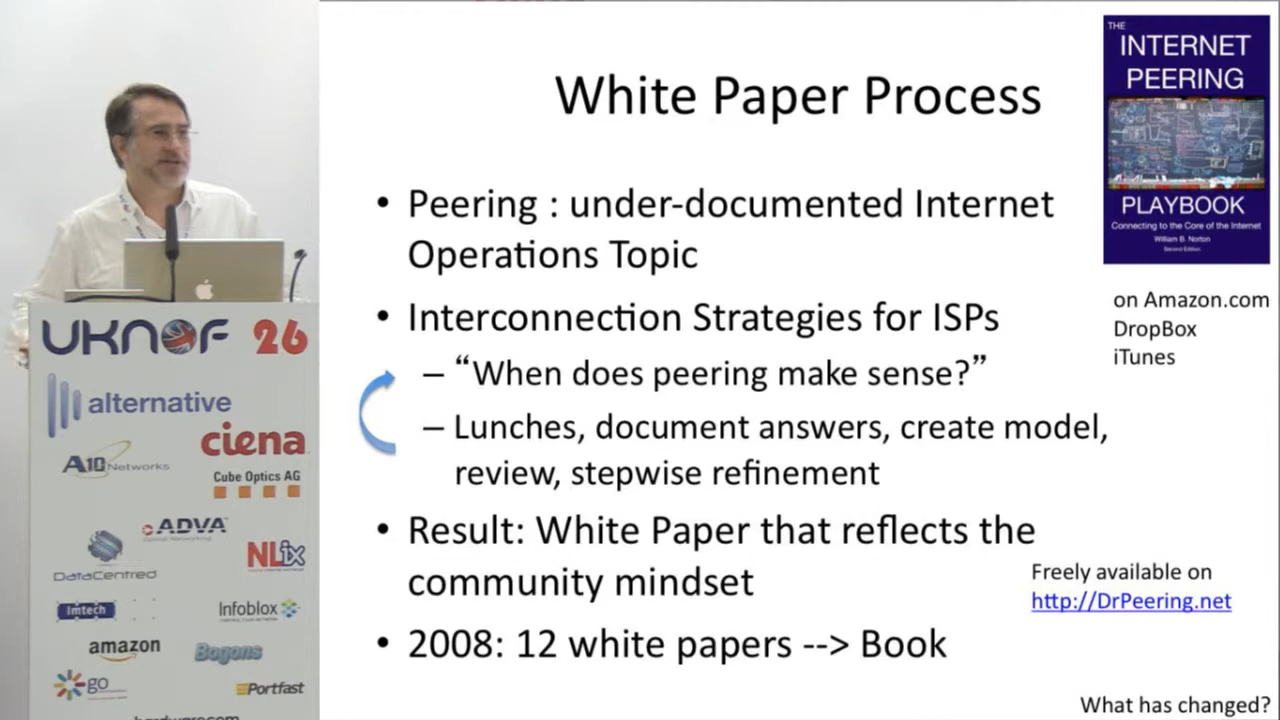 White Paper Process
• Peering : under-documented Internet
Operations Topic
• Interconnection Strategies for ISPs
– “When does peering make sense?”
– Lunches, document answers, create model,
review, stepwise refinement
• Result: White Paper that reflects the
community mindset
• 2008: 12 white papers --> Book
THE
INTERNET
PEERING
PLAYBOOK
Connecting to the Core of the Internet
William B. Norton
Second Edition
on Amazon.com
DropBox
iTunes
Freely available on
http://DrPeering.net
What has changed?
UKNOF 26
alternative
ciena
A10 Networks
Cube Optics AG
ADVA
Optical Networking
NLix
DataCentred
Imtech
Infoblox
amazon
Bogons
go
Portfast